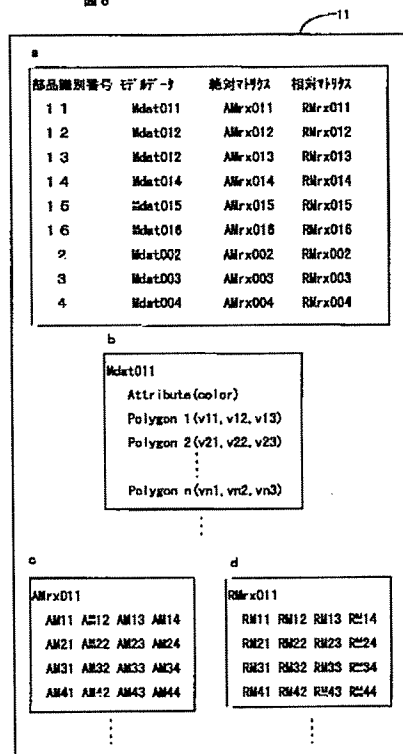 図6
11
a
部品識別番号 モデルデータ 絶対マトリクス 相対マトリクス
11 Mdat011 AMrx011 RMrx011
12 Mdat012 AMrx012 RMrx012
13 Mdat012 AMrx013 RMrx013
14 Mdat014 AMrx014 RMrx014
15 Mdat015 AMrx015 RMrx015
16 Mdat016 AMrx016 RMrx016
2 Mdat002 AMrx002 RMrx002
3 Mdat003 AMrx003 RMrx003
4 Mdat004 AMrx004 RMrx004
b
Mdat011
Attribute(color)
Polygon 1(v11, v12, v13)
Polygon 2(v21, v22, v23)
Polygon n(vn1, vn2, vn3)
c
AMrx011
AM11 AM12 AM13 AM14
AM21 AM22 AM23 AM24
AM31 AM32 AM33 AM34
AM41 AM42 AM43 AM44
d
RMrx011
RM11 RM12 RM13 RM14
RM21 RM22 RM23 RM24
RM31 RM32 RM33 RM34
RM41 RM42 RM43 RM44